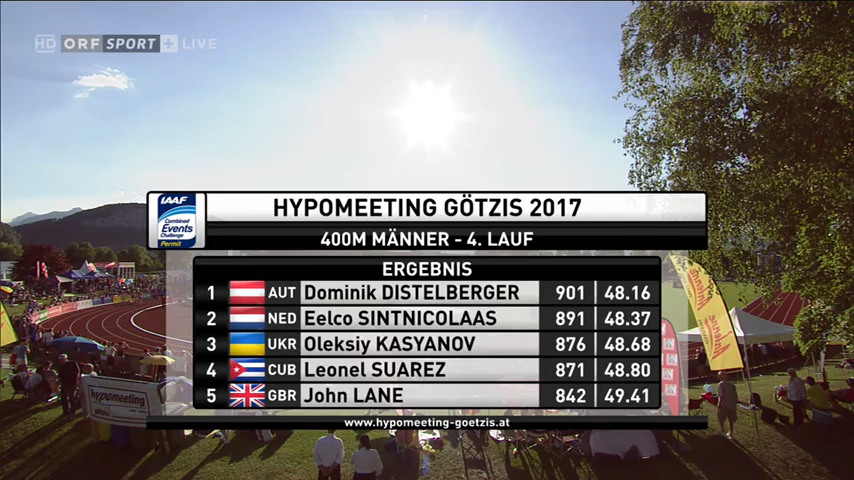 HD ORF SPORT + LIVE
IAAF
Combined
Events
Challenge
Permit
HYPOMEETING GÖTZIS 2017
400M MÄNNER - 4. LAUF
ERGEBNIS
1 AUT Dominik DISTELBERGER 901 48.16
2 NED Eelco SINTNICOLAAS 891 48.37
3 UKR Oleksiy KASYANOV 876 48.68
4 CUB Leonel SUAREZ 871 48.80
5 GBR John LANE 842 49.41
www.hypomeeting-goetzis.at
hypomeeting
götzis